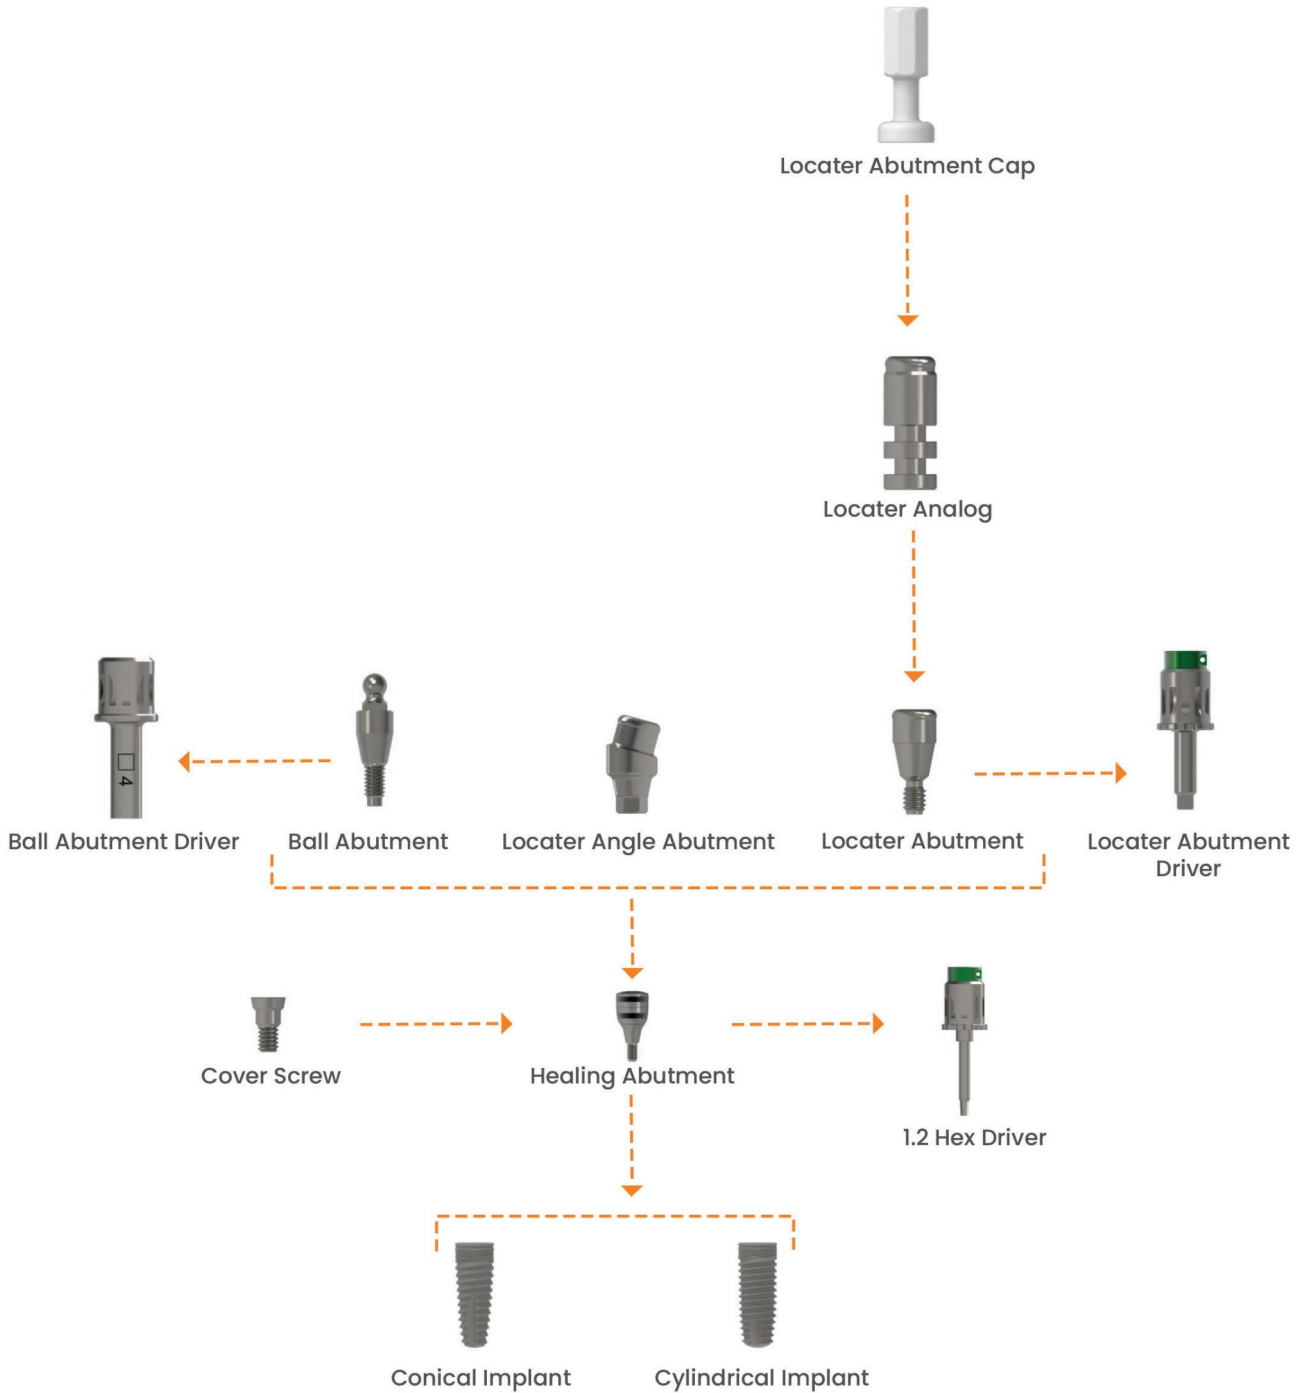 Locater Abutment Cap
Locater Analog
4
Ball Abutment Driver
Ball Abutment
Locater Angle Abutment
Locater Abutment
Locater Abutment
Driver
Cover Screw
Healing Abutment
1.2 Hex Driver
Conical Implant
Cylindrical Implant